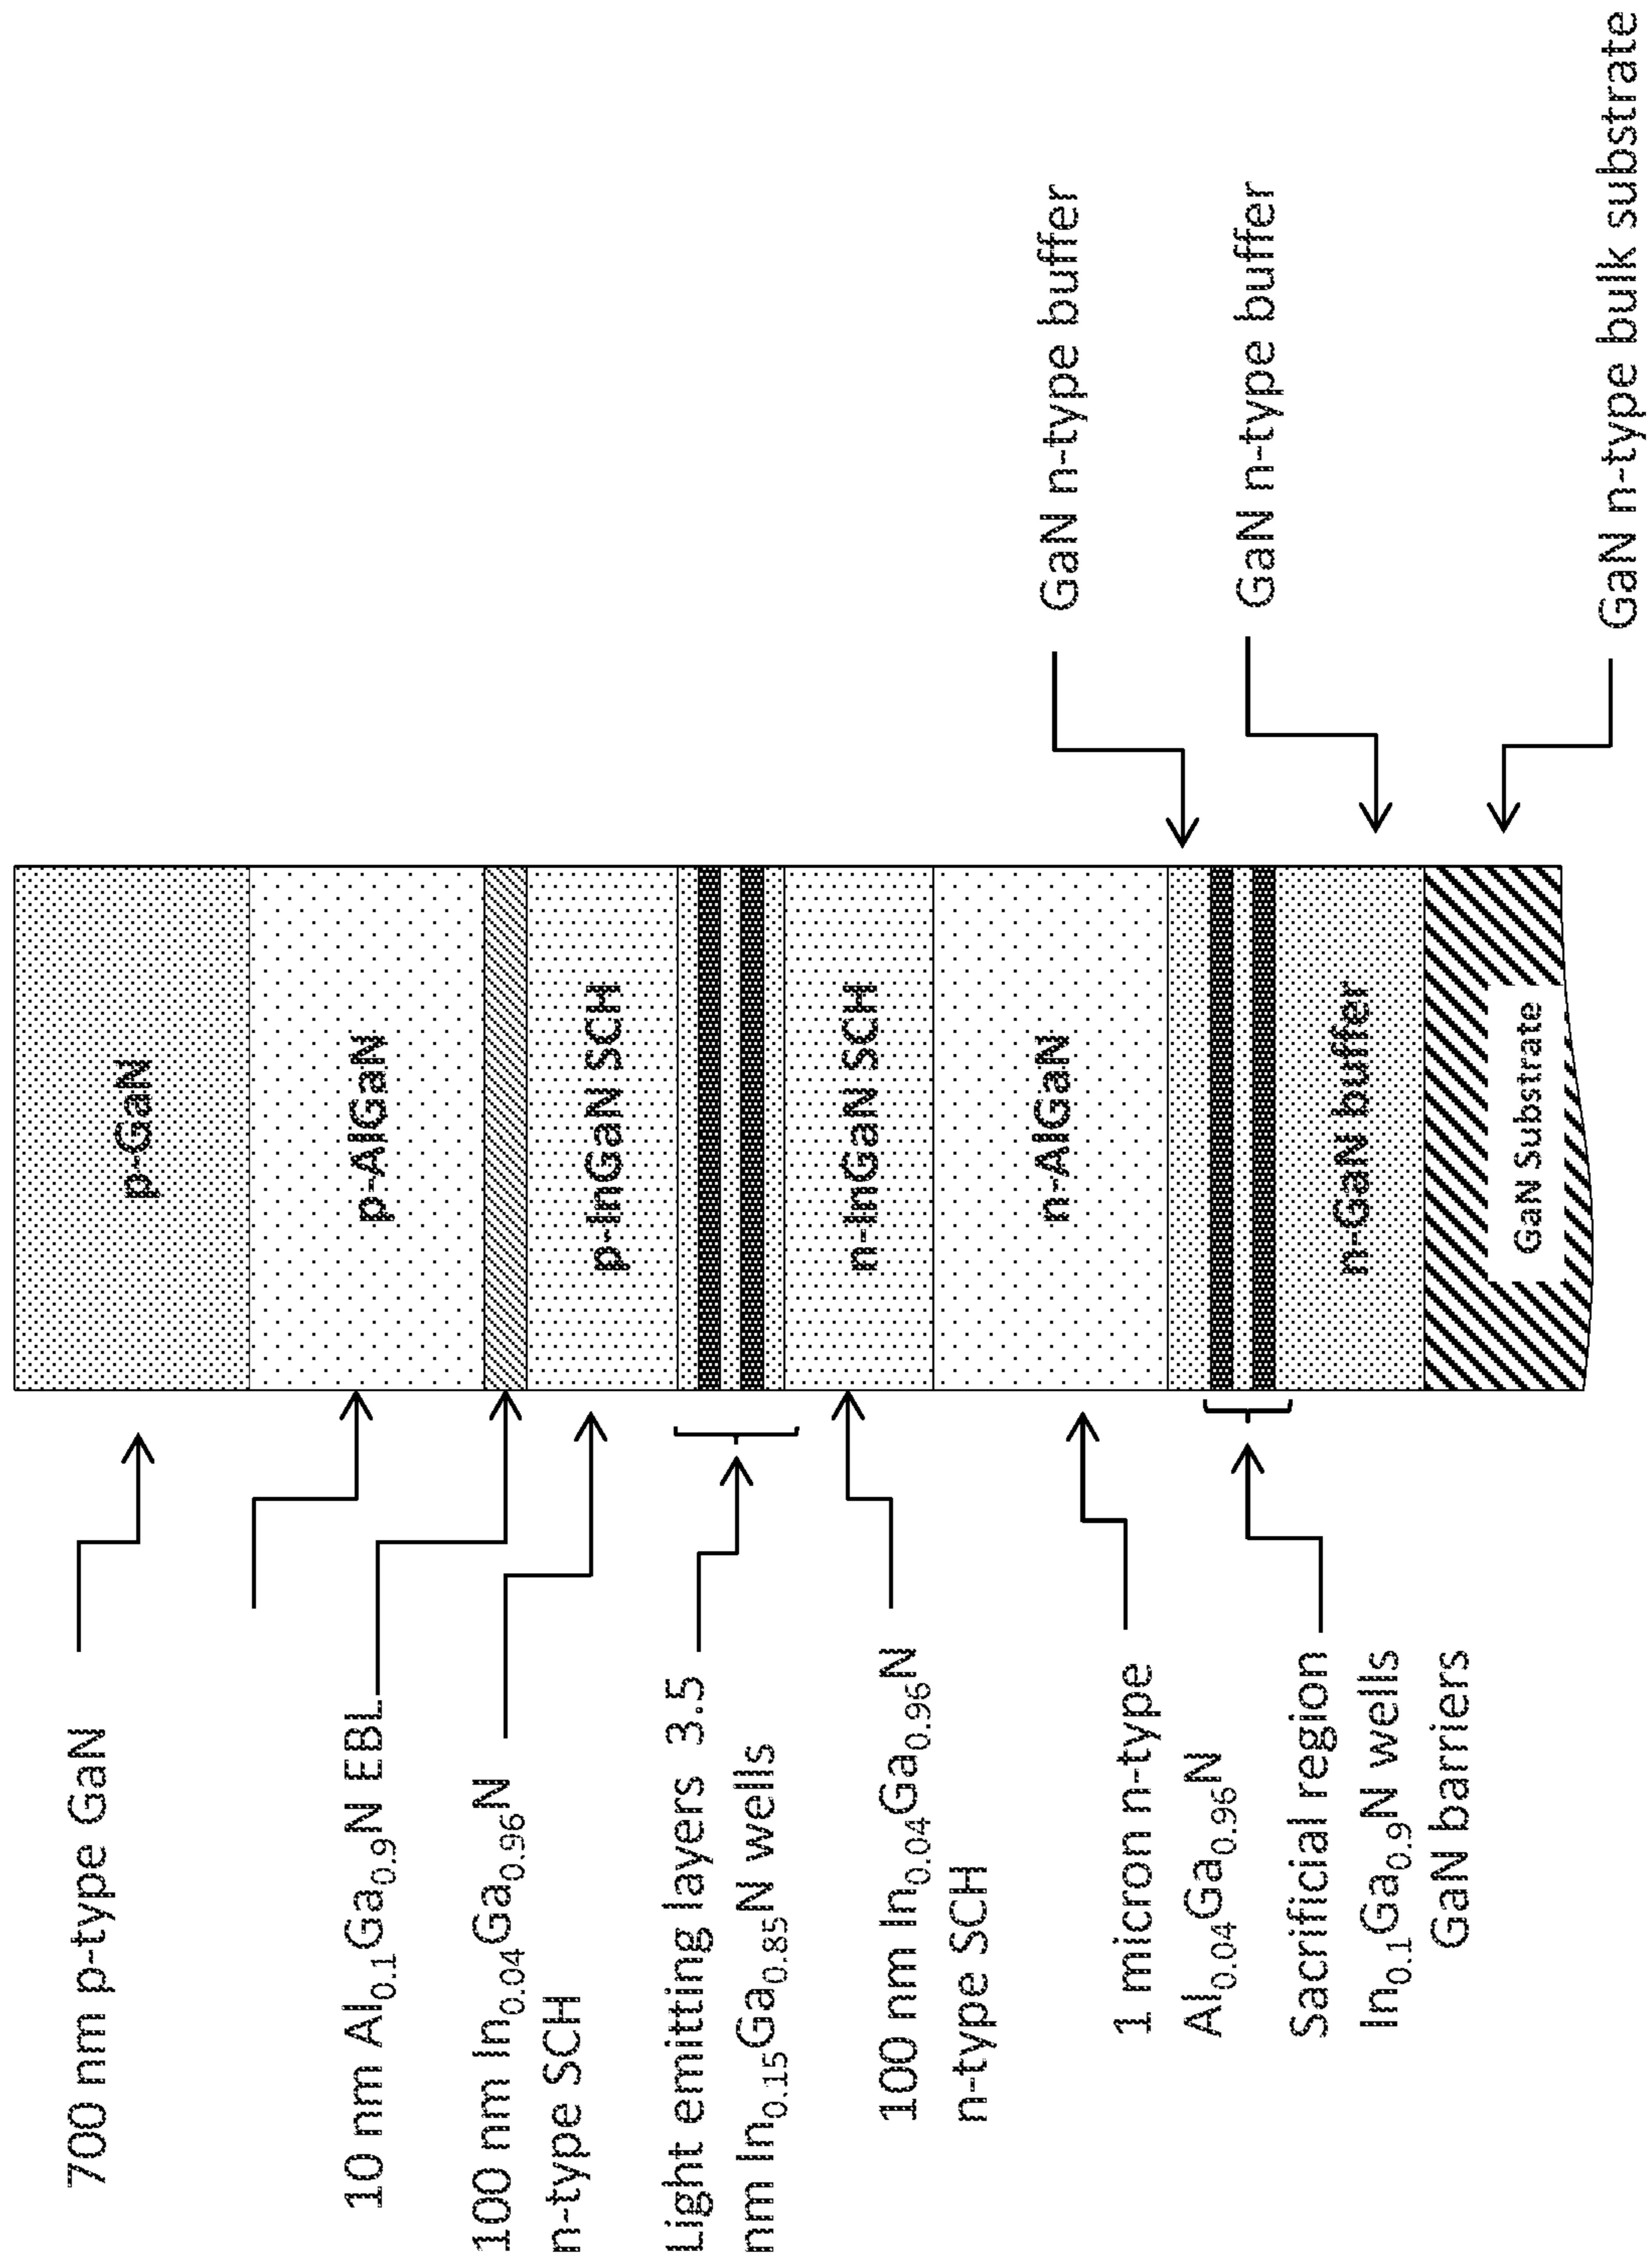 700 nm p-type GaN
10 nm Al0.1Ga0.9N EBL
100 nm In0.04Ga0.96N
n-type SCH
Light emitting layers 3.5
nm In0.15Ga0.85N wells
100 nm In0.04Ga0.96N
n-type SCH
1 micron n-type
Al0.04Ga0.96N
Sacrificial region
In0.1Ga0.9N wells
GaN barriers
p-GaN
p-AlGaN
p-InGaN SCH
n-InGaN SCH
n-AlGaN
n-GaN buffer
GaN Substrate
GaN n-type buffer
GaN n-type buffer
GaN n-type bulk substrate